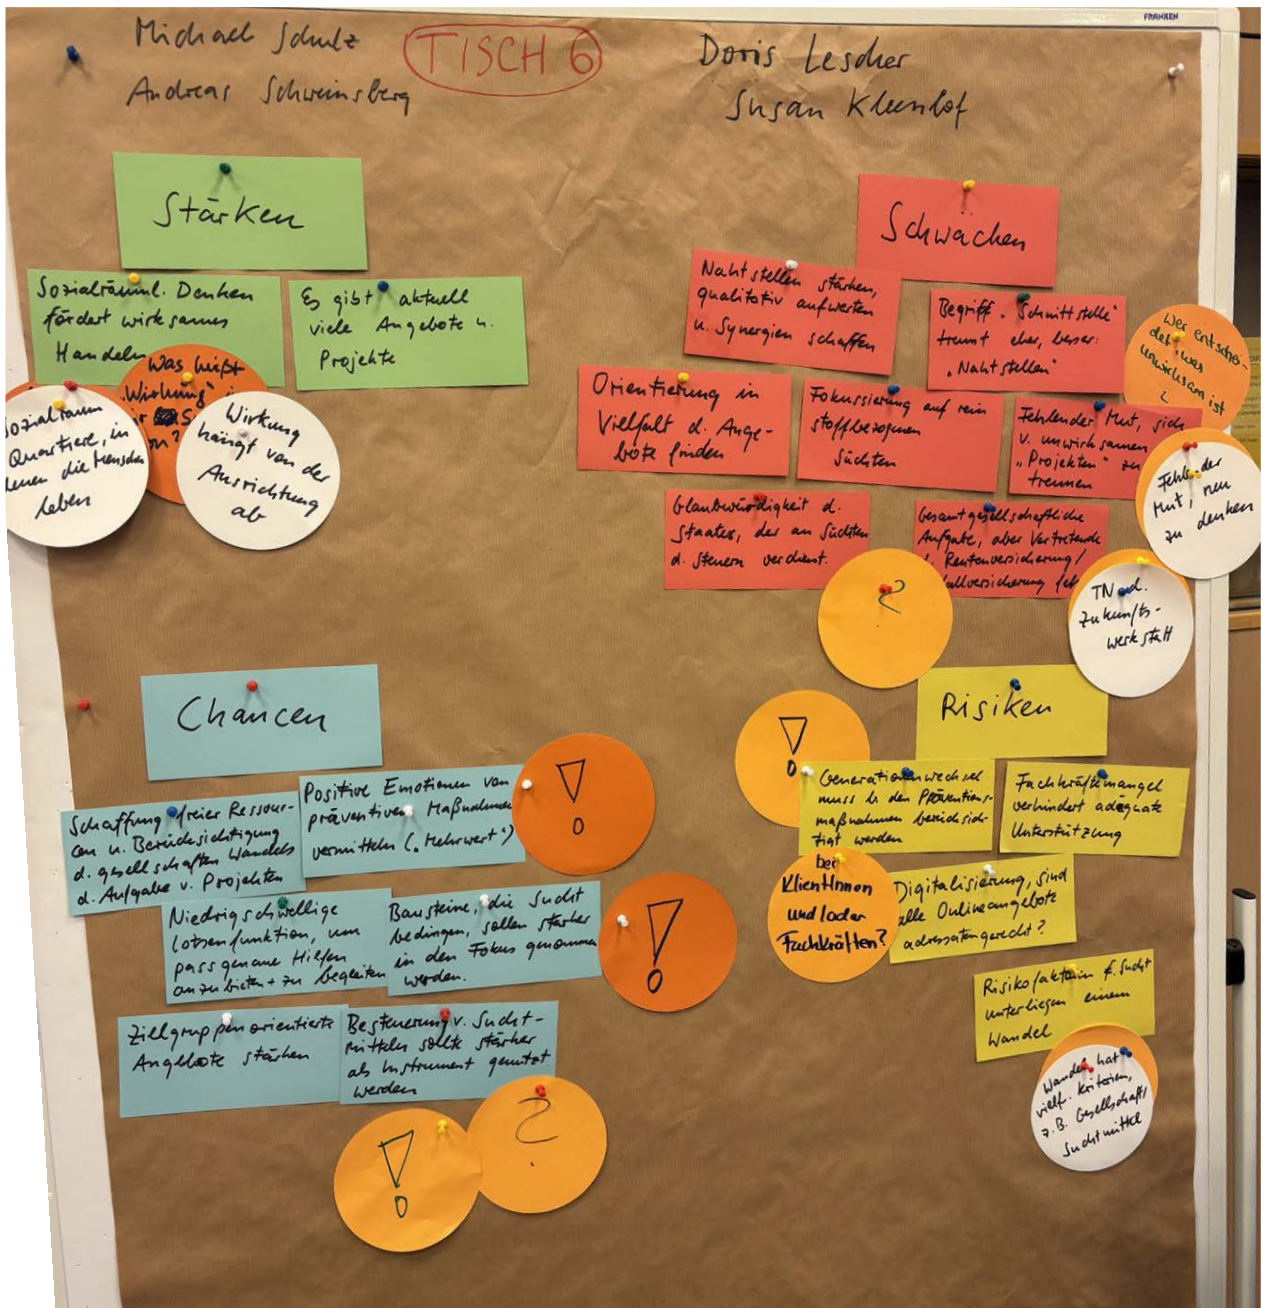 FRANKEN
Michael Schulz
Andreas Schweinsberg
TISCH 6
Doris Lescher
Susan
Stärken
Sozialräuml. Denken
fördert wirksames
Handeln
Es gibt aktuell
viele Angebote u.
Projekte
Was heißt
"Wirkung"
Sozialraum
Quartiere, in
denen die Menschen
leben
Wirkung
hängt von der
Ausrichtung
ab
Schwächen
Nahtstellen stärken,
qualitativ aufwerten
u. Synergien schaffen
Begriff "Schnittstelle"
trennt eher, besser:
"Nahtstellen"
Wer entschei-
det, was
unwirksam ist
?
Orientierung in
Vielfalt d. Ange-
bote finden
Fokussierung auf rein
stoffbezogenen
Süchten
Fehlender Mut, sich
v. unwirksamen
"Projekten" zu
trennen
Fehlender
Mut, neu
zu denken
Glaubwürdigkeit d.
Staates, der an Süchten
d. Steuern verdient.
Gesamtgesellschaftliche
Aufgabe, aber Vertretende
Rentenversicherung/
?
TN d.
Zukunfts-
werkstatt
Chancen
Schaffung freier Ressour-
cen u. Berücksichtigung
d. gesellschaften Wandels
d. Aufgabe v. Projekten
Positive Emotionen von
präventiven Maßnahmen
vermitteln ("Mehrwert")
!
Niedrigschwellige
Lotsenfunktion, um
passgenaue Hilfen
anzubieten + zu begleiten
Bausteine, die Sucht
bedingen, sollen stärker
in den Fokus genommen
werden.
!
Zielgruppenorientierte
Angebote stärken
Besteuerung v. Sucht-
mitteln sollte stärker
als Instrument genutzt
werden
!
?
Risiken
!
Generationenwechsel
muss b. den Präventions-
maßnahmen berücksich-
tigt werden
Fachkräftemangel
verhindert adäquate
Unterstützung
bei
KlientInnen
und/oder
Fachkräften?
Digitalisierung, sind
alle Onlineangebote
adressatengerecht?
Risikofaktoren f. Sucht
unterliegen einem
Wandel
Wandel hat
vielf. Kriterien,
z.B. Gesellschaft/
Suchtmittel